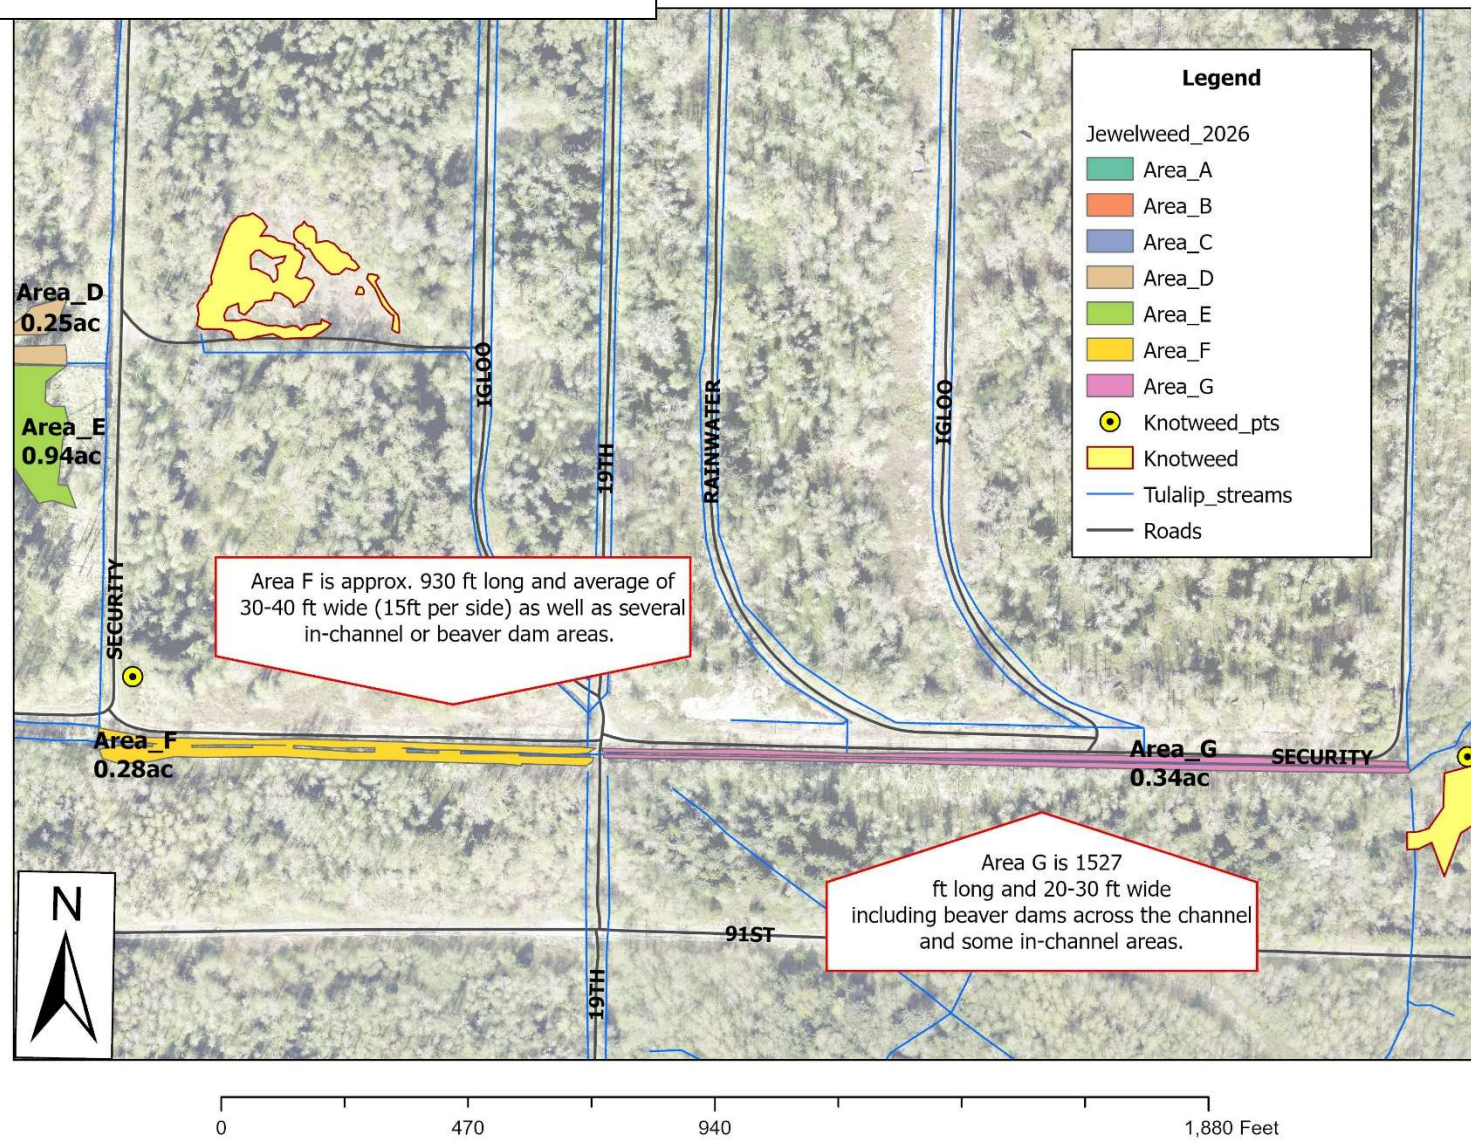 Legend
Jewelweed_2026
Area_A
Area_B
Area_C
Area_D
Area_E
Area_F
Area_G
Knotweed_pts
Knotweed
Tulalip_streams
Roads
Area_D
0.25ac
Area_E
0.94ac
IGLOO
19TH
RAINWATER
IGLOO
SECURITY
Area F is approx. 930 ft long and average of
30-40 ft wide (15ft per side) as well as several
in-channel or beaver dam areas.
Area_F
0.28ac
Area_G
0.34ac
SECURITY
Area G is 1527
ft long and 20-30 ft wide
including beaver dams across the channel
and some in-channel areas.
N
91ST
19TH
0
470
940
1,880 Feet